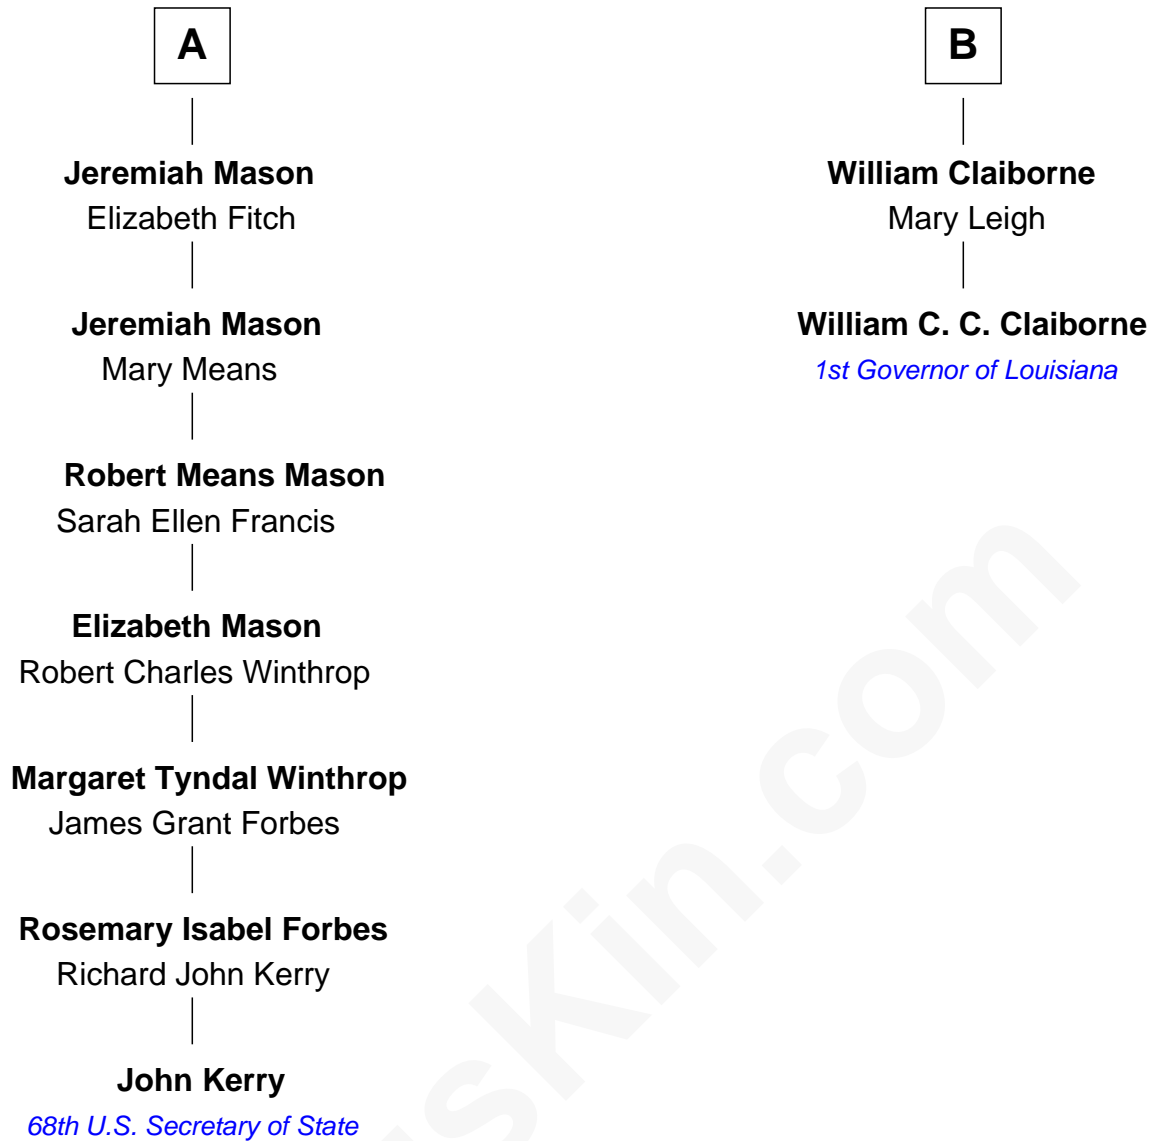 A
Jeremiah Mason
Elizabeth Fitch
Jeremiah Mason
Mary Means
Robert Means Mason
Sarah Ellen Francis
Elizabeth Mason
Robert Charles Winthrop
Margaret Tyndal Winthrop
James Grant Forbes
Rosemary Isabel Forbes
Richard John Kerry
John Kerry
68th U.S. Secretary of State
B
William Claiborne
Mary Leigh
William C. C. Claiborne
1st Governor of Louisiana
usKin.com